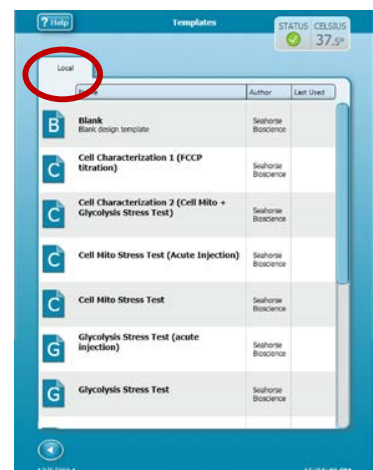 ? Help
Templates
STATUS CELSIUS
37.5°
Local
Author Last Used
B Blank
Blank design template
Seahorse
Bioscience
C Cell Characterization 1 (FCCP
titration)
Seahorse
Bioscience
C Cell Characterization 2 (Cell Mito +
Glycolysis Stress Test)
Seahorse
Bioscience
C Cell Mito Stress Test (Acute Injection)
Seahorse
Bioscience
C Cell Mito Stress Test
Seahorse
Bioscience
G Glycolysis Stress Test (acute
injection)
Seahorse
Bioscience
G Glycolysis Stress Test
Seahorse
Bioscience